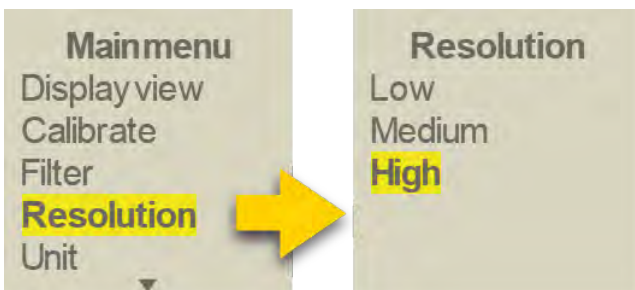 Mainmenu
Display view
Calibrate
Filter
Resolution
Unit
Resolution
Low
Medium
High